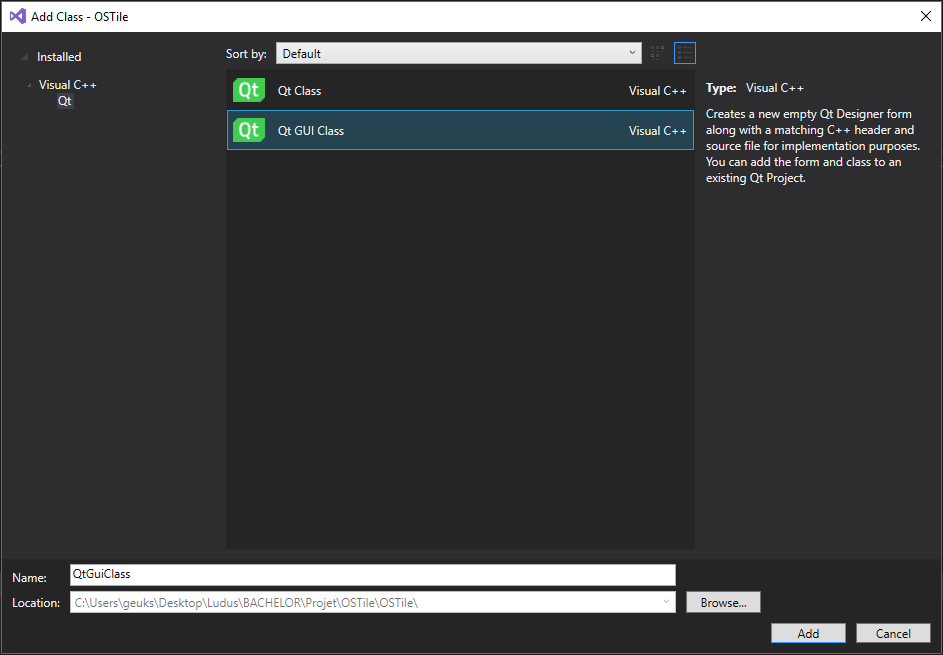 Add Class - OSTile
Installed
Visual C++
Qt
Sort by: Default
Qt Qt Class Visual C++
Qt Qt GUI Class Visual C++
Type: Visual C++
Creates a new empty Qt Designer form
along with a matching C++ header and
source file for implementation purposes.
You can add the form and class to an
existing Qt Project.
Name: QtGuiClass
Location: C:\Users\geuks\Desktop\Ludus\BACHELOR\Projet\OSTile\OSTile\ Browse...
Add Cancel